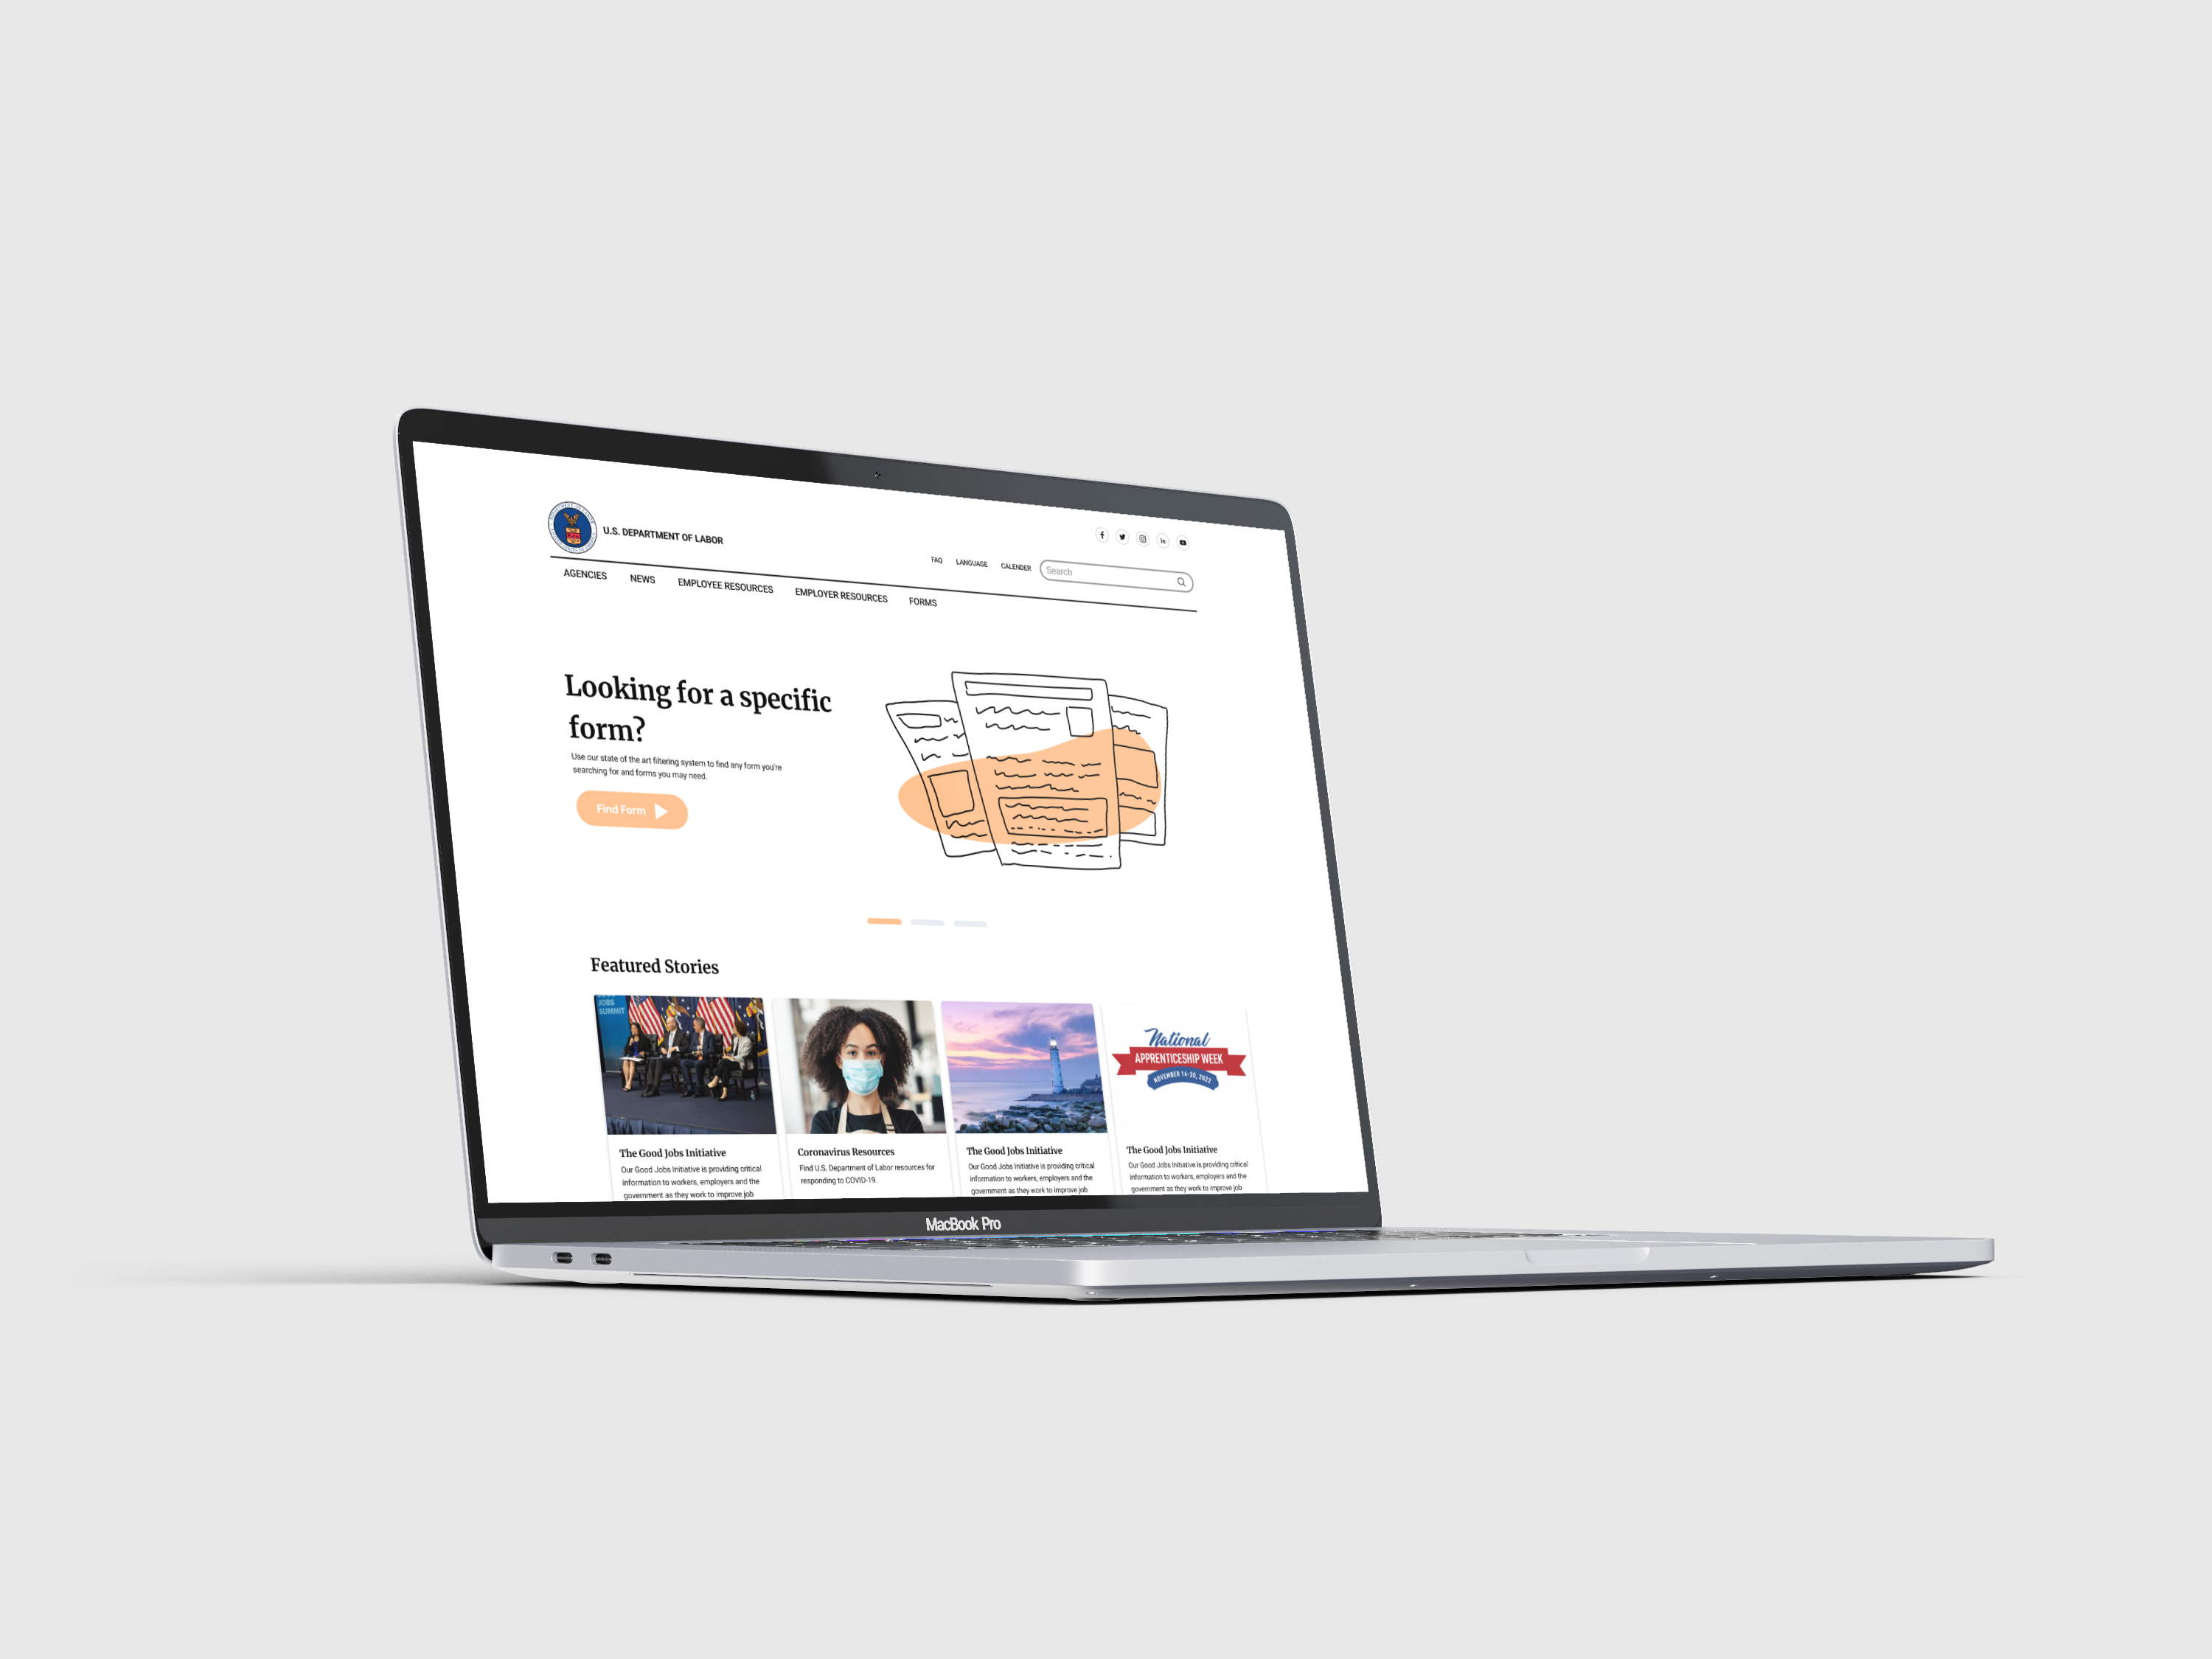 U.S. DEPARTMENT OF LABOR
FAQ LANGUAGE CALENDER Search
AGENCIES NEWS EMPLOYEE RESOURCES EMPLOYER RESOURCES FORMS
Looking for a specific
form?
Use our state of the art filtering system to find any form you're
searching for and forms you may need.
Find Form
Featured Stories
JOBS
SUMMIT
National
APPRENTICESHIP WEEK
NOVEMBER 14-20, 2022
The Good Jobs Initiative
Our Good Jobs Initiative is providing critical
information to workers, employers and the
government as they work to improve job
Coronavirus Resources
Find U.S. Department of Labor resources for
responding to COVID-19.
The Good Jobs Initiative
Our Good Jobs Initiative is providing critical
information to workers, employers and the
government as they work to improve job
The Good Jobs Initiative
Our Good Jobs Initiative is providing critical
information to workers, employers and the
government as they work to improve job
MacBook Pro